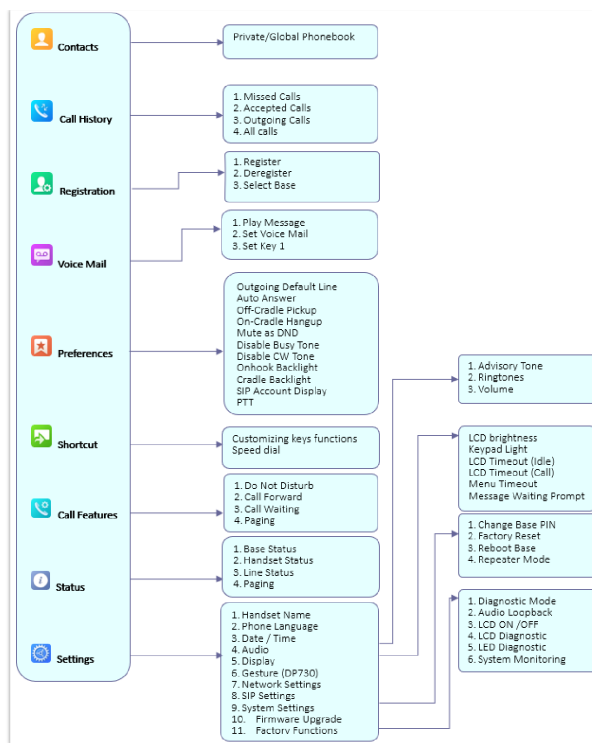 Contacts
Private/Global Phonebook
Call History
1. Missed Calls
2. Accepted Calls
3. Outgoing Calls
4. All calls
Registration
1. Register
2. Deregister
3. Select Base
Voice Mail
1. Play Message
2. Set Voice Mail
3. Set Key 1
Preferences
Outgoing Default Line
Auto Answer
Off-Cradle Pickup
On-Cradle Hangup
Mute as DND
Disable Busy Tone
Disable CW Tone
Onhook Backlight
Cradle Backlight
SIP Account Display
PTT
Shortcut
Customizing keys functions
Speed dial
Call Features
1. Do Not Disturb
2. Call Forward
3. Call Waiting
4. Paging
Status
1. Base Status
2. Handset Status
3. Line Status
4. Paging
Settings
1. Handset Name
2. Phone Language
3. Date / Time
4. Audio
5. Display
6. Gesture (DP730)
7. Network Settings
8. SIP Settings
9. System Settings
10. Firmware Upgrade
11. Factory Functions
1. Advisory Tone
2. Ringtones
3. Volume
LCD brightness
Keypad Light
LCD Timeout (Idle)
LCD Timeout (Call)
Menu Timeout
Message Waiting Prompt
1. Change Base PIN
2. Factory Reset
3. Reboot Base
4. Repeater Mode
1. Diagnostic Mode
2. Audio Loopback
3. LCD ON /OFF
4. LCD Diagnostic
5. LED Diagnostic
6. System Monitoring